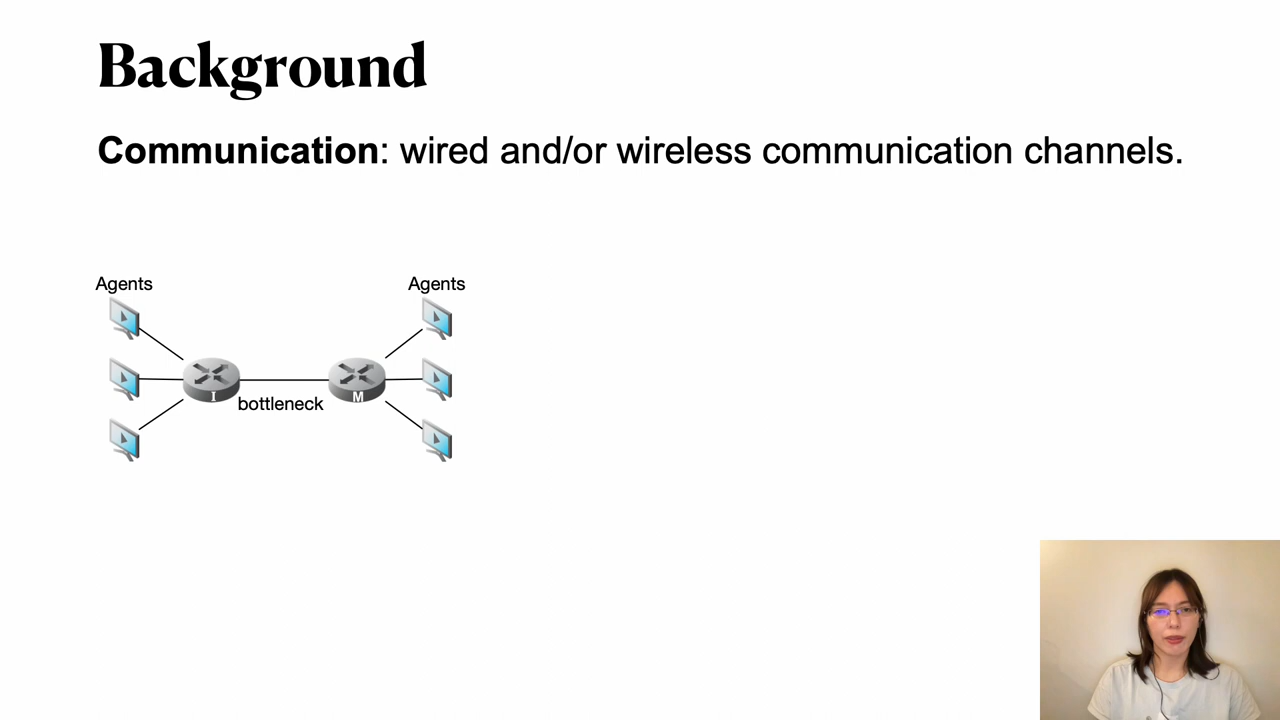 Background
Communication: wired and/or wireless communication channels.
Agents
Agents
I
M
bottleneck